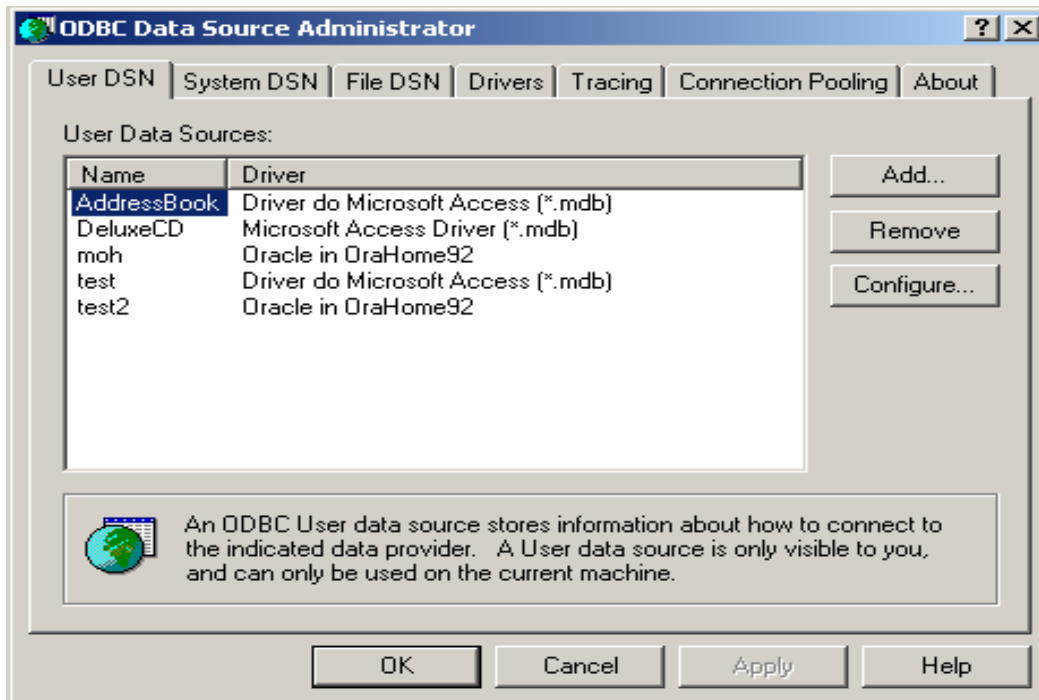 ODBC Data Source Administrator
? X
User DSN System DSN File DSN Drivers Tracing Connection Pooling About
User Data Sources:
Name Driver
AddressBook Driver do Microsoft Access (*.mdb)
DeluxeCD Microsoft Access Driver (*.mdb)
moh Oracle in OraHome92
test Driver do Microsoft Access (*.mdb)
test2 Oracle in OraHome92
Add...
Remove
Configure...
An ODBC User data source stores information about how to connect to
the indicated data provider. A User data source is only visible to you,
and can only be used on the current machine.
OK Cancel Apply Help